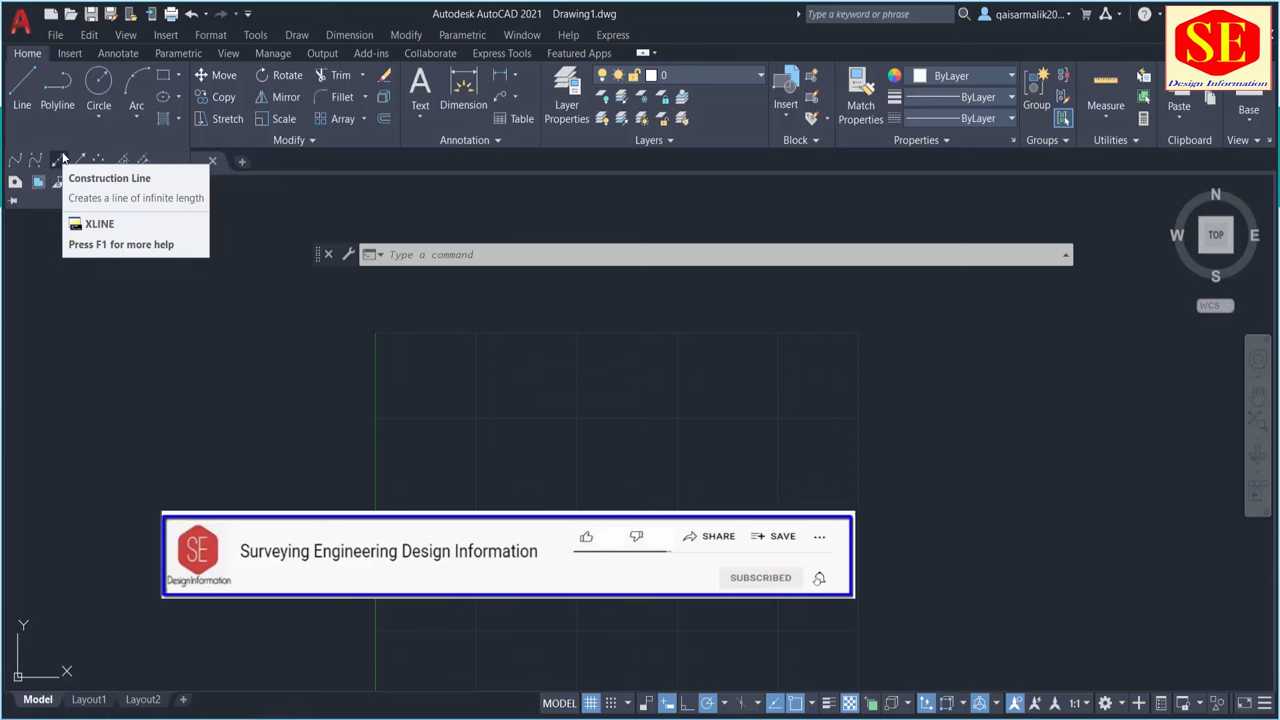 Autodesk AutoCAD 2021 Drawing1.dwg
Type a keyword or phrase
qaisarmalik20...
SE
Design Information
File Edit View Insert Format Tools Draw Dimension Modify Parametric Window Help Express
Home Insert Annotate Parametric View Manage Output Add-ins Collaborate Express Tools Featured Apps
Line Polyline Circle Arc
Move Rotate Trim
Copy Mirror Fillet
Stretch Scale Array
Modify
Text Dimension
Table
Annotation
Layer Properties
0
Layers
Insert
Block
Match Properties
ByLayer
ByLayer
ByLayer
Properties
Group
Groups
Measure
Utilities
Paste
Clipboard
Base
View
Construction Line
Creates a line of infinite length
XLINE
Press F1 for more help
Type a command
N
W TOP E
S
WCS
SE
Design Information
Surveying Engineering Design Information
SHARE SAVE
SUBSCRIBED
Y
X
Model Layout1 Layout2
MODEL
1:1